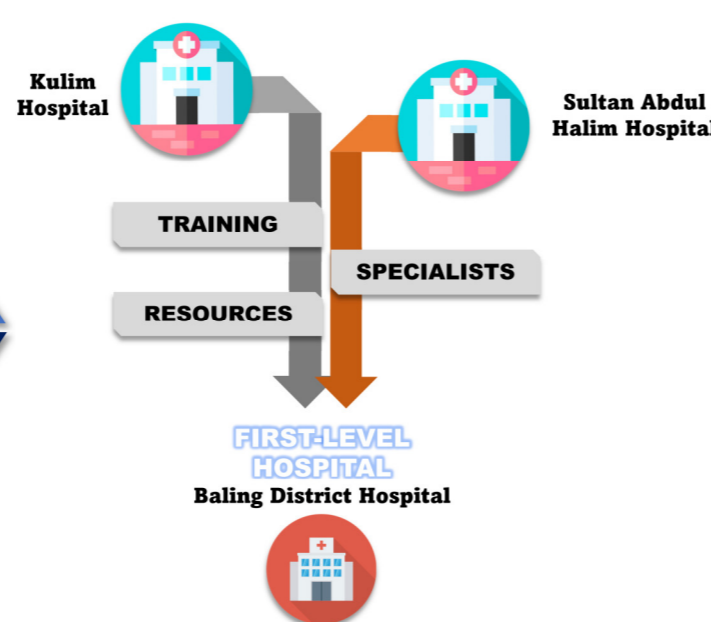 Kulim
Hospital
Sultan Abdul
Halim Hospital
TRAINING
SPECIALISTS
RESOURCES
FIRST-LEVEL
HOSPITAL
Baling District Hospital